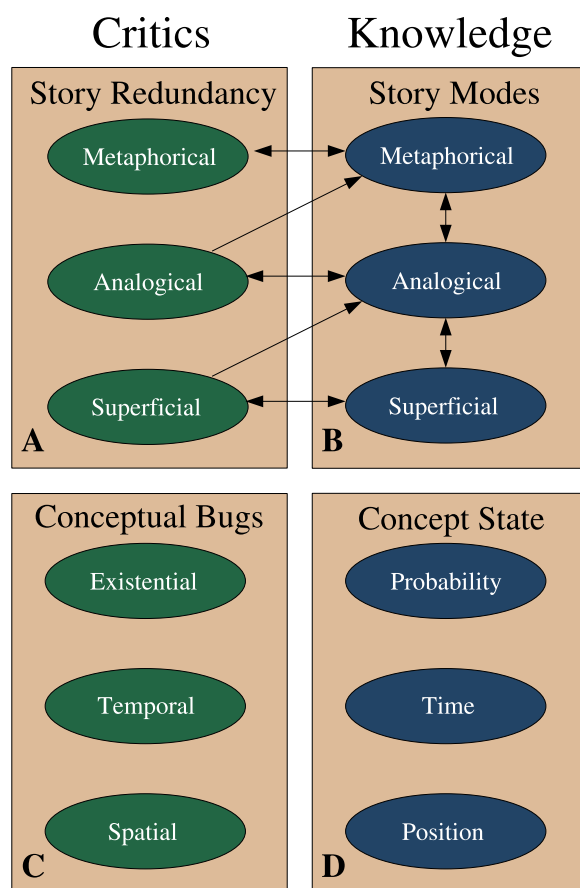 Critics
Knowledge
Story Redundancy
Metaphorical
Analogical
Superficial
A
Story Modes
Metaphorical
Analogical
Superficial
B
Conceptual Bugs
Existential
Temporal
Spatial
C
Concept State
Probability
Time
Position
D